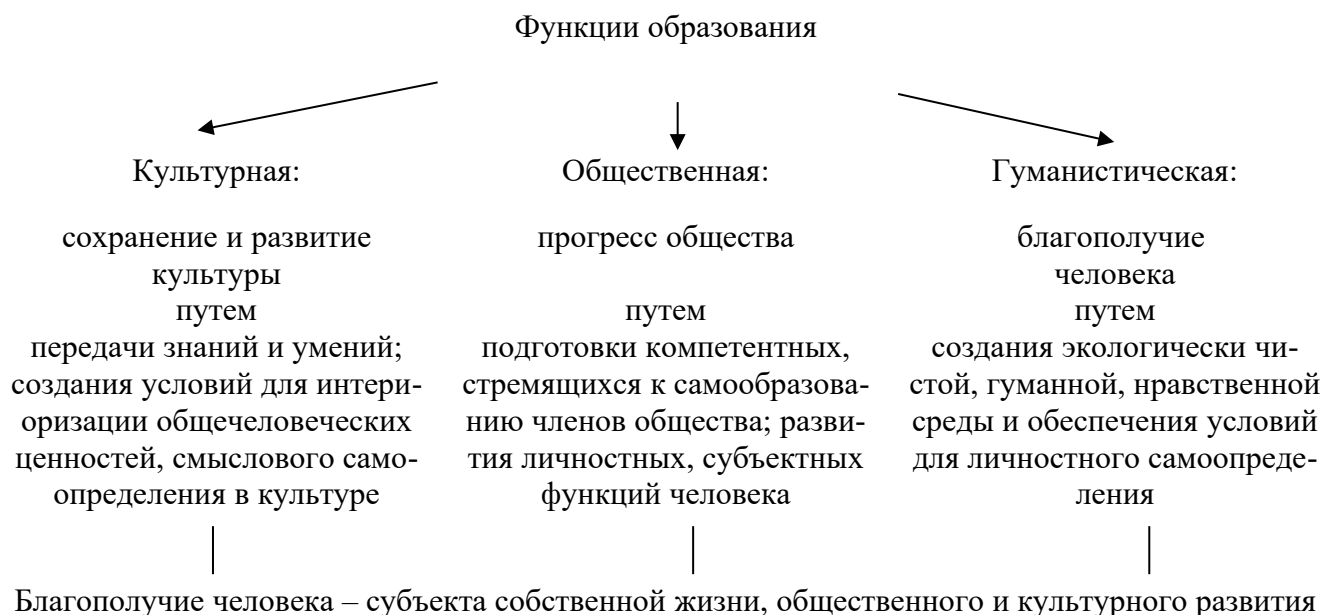 Функции образования
Культурная:
сохранение и развитие
культуры
путем
передачи знаний и умений;
создания условий для интери-
оризации общечеловеческих
ценностей, смыслового само-
определения в культуре
Общественная:
прогресс общества
путем
подготовки компетентных,
стремящихся к самообразова-
нию членов общества; разви-
тия личностных, субъектных
функций человека
Гуманистическая:
благополучие
человека
путем
создания экологически чи-
стой, гуманной, нравственной
среды и обеспечения условий
для личностного самоопреде-
ления
Благополучие человека – субъекта собственной жизни, общественного и культурного развития